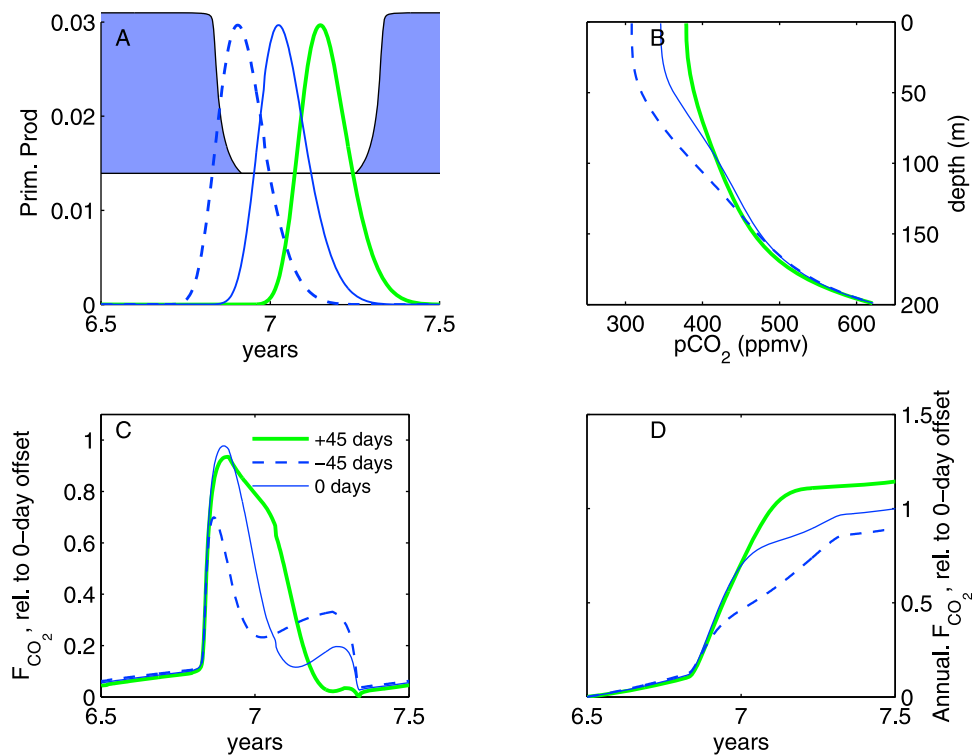 A
Prim. Prod
0.03
0.02
0.01
0
6.5
7
7.5
years
B
0
50
100
150
200
depth (m)
300
400
500
600
pCO2 (ppmv)
C
+45 days
−45 days
0 days
FCO2, rel. to 0−day offset
1
0.8
0.6
0.4
0.2
0
6.5
7
7.5
years
D
1.5
1
0.5
0
Annual. FCO2, rel. to 0−day offset
6.5
7
7.5
years